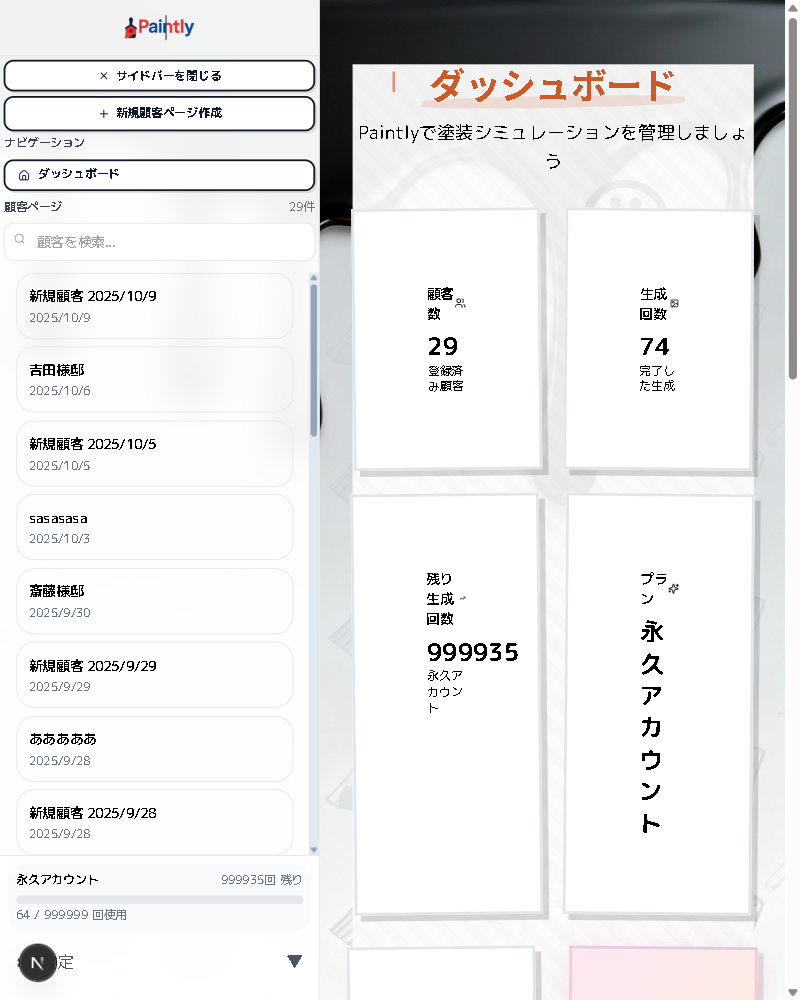 Paintly
× サイドバーを閉じる
+ 新規顧客ページ作成
ナビゲーション
ダッシュボード
顧客ページ 29件
顧客を検索...
新規顧客 2025/10/9
2025/10/9
吉田様邸
2025/10/6
新規顧客 2025/10/5
2025/10/5
sasasasa
2025/10/3
斎藤様邸
2025/9/30
新規顧客 2025/9/29
2025/9/29
あああああ
2025/9/28
新規顧客 2025/9/28
2025/9/28
永久アカウント 999935回 残り
64 / 999999 回使用
N 定
ダッシュボード
Paintlyで塗装シミュレーションを管理しましょ
う
顧客
数
29
登録済
み顧客
生成
回数
74
完了し
た生成
残り
生成
回数
999935
永久ア
カウン
ト
プラ
ン
永
久
ア
カ
ウ
ン
ト